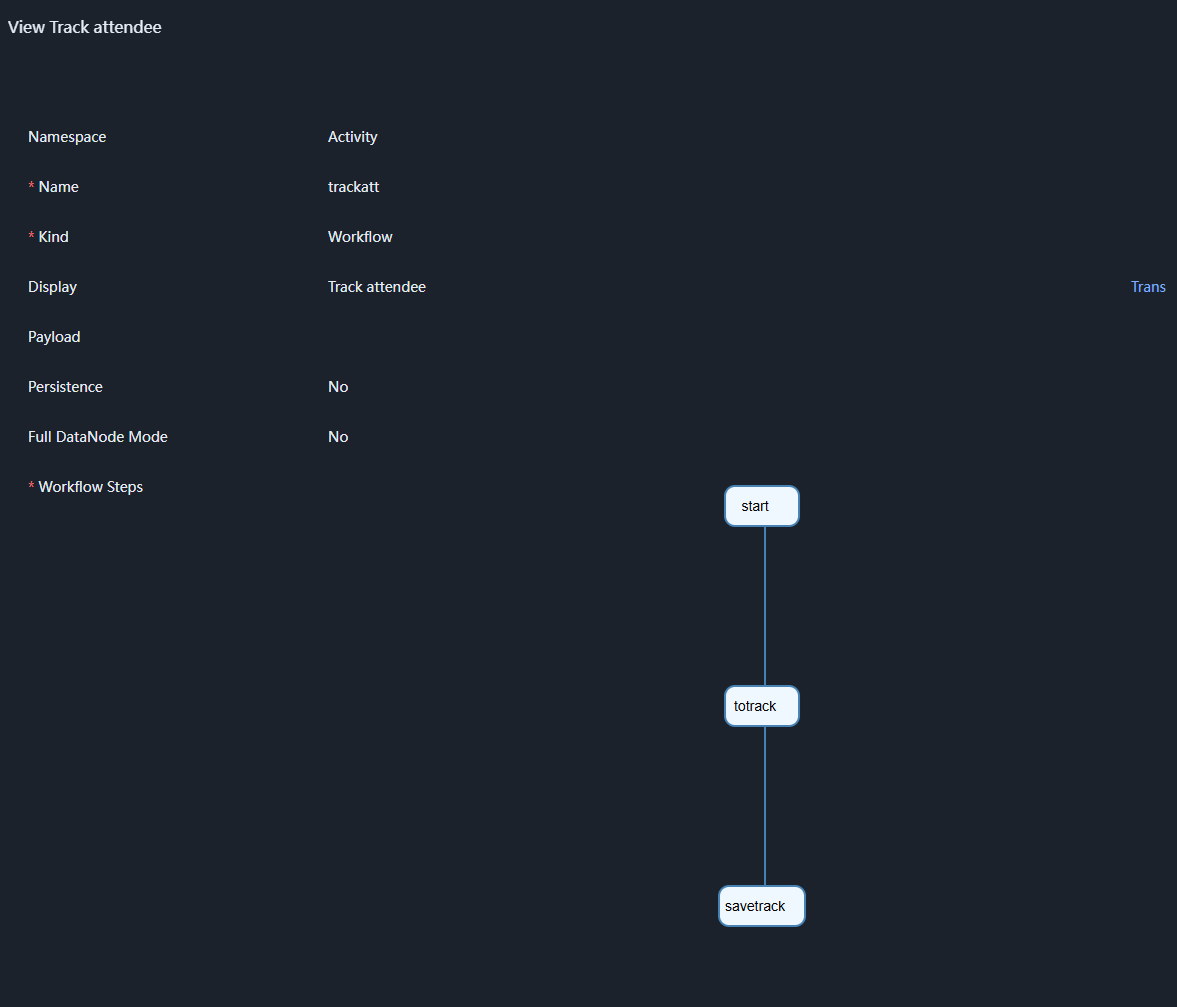 View Track attendee
Namespace Activity
* Name trackatt
* Kind Workflow
Display Track attendee Trans
Payload
Persistence No
Full DataNode Mode No
* Workflow Steps
start
totrack
savetrack